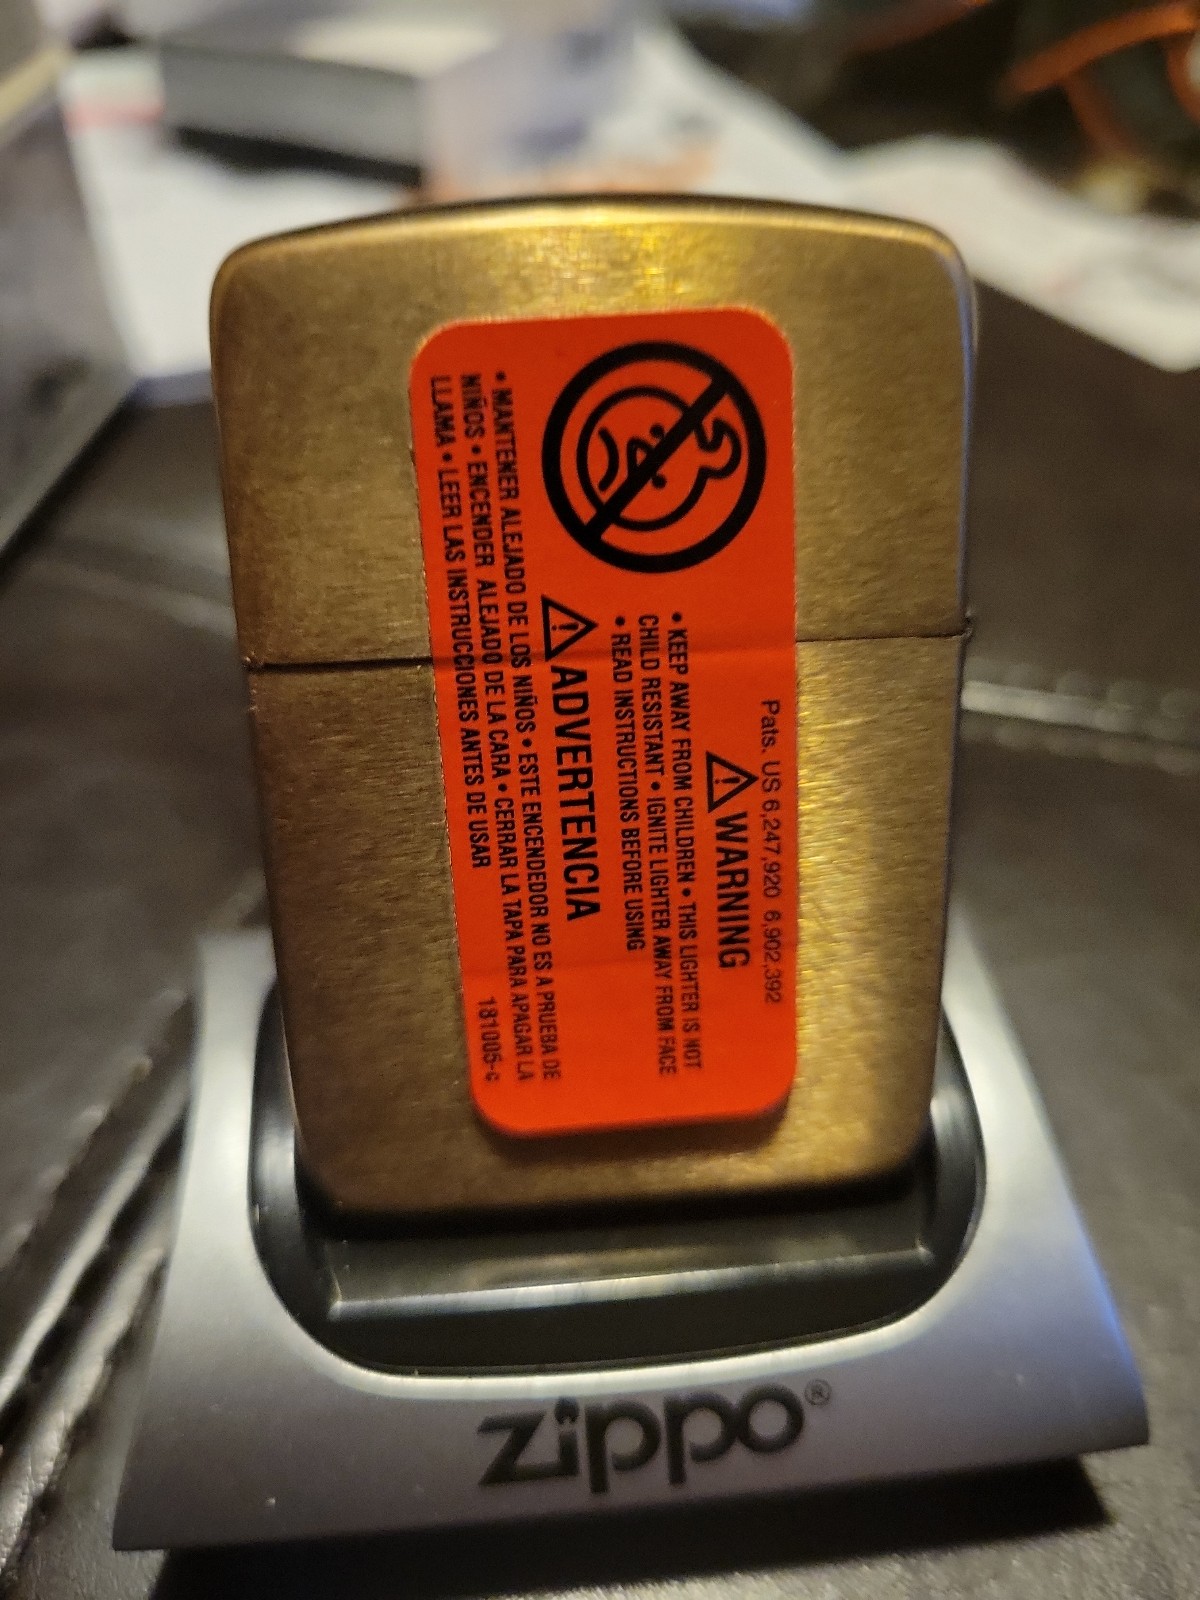 Pats. US 6,247,920 6,902,392
WARNING
• KEEP AWAY FROM CHILDREN • THIS LIGHTER IS NOT
CHILD RESISTANT • IGNITE LIGHTER AWAY FROM FACE
• READ INSTRUCTIONS BEFORE USING
ADVERTENCIA
• MANTENER ALEJADO DE LOS NIÑOS • ESTE ENCENDEDOR NO ES A PRUEBA DE
NIÑOS • ENCENDER ALEJADO DE LA CARA • CERRAR LA TAPA PARA APAGAR LA
LLAMA • LEER LAS INSTRUCCIONES ANTES DE USAR
181005-c
zippo®